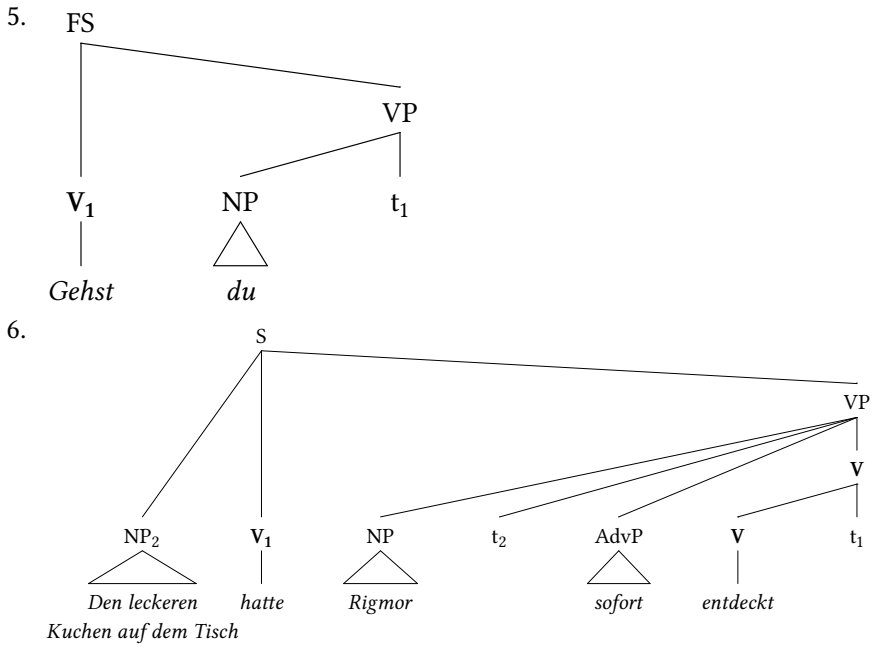 5. FS
VP
V₁ NP t₁
Gehst du
6. S
VP
V
NP₂ V₁ NP t₂ AdvP V t₁
Den leckeren hatte Rigmor sofort entdeckt
Kuchen auf dem Tisch